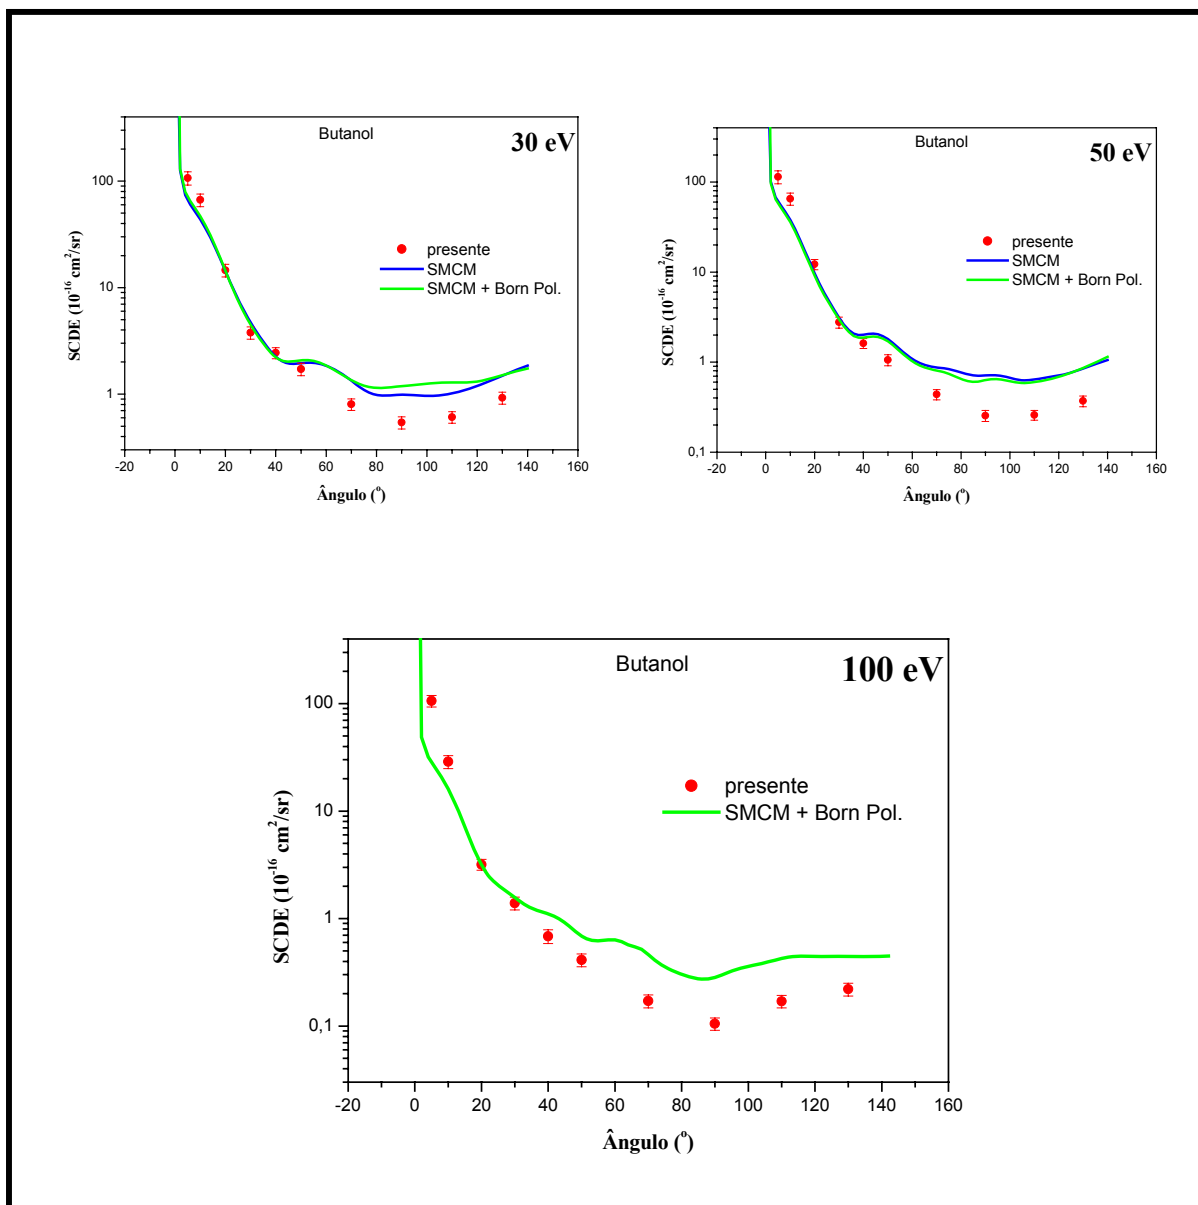 Butanol
30 eV
100
10
1
SCDE (10⁻¹⁶ cm²/sr)
presente
SMCM
SMCM + Born Pol.
-20 0 20 40 60 80 100 120 140 160
Ângulo (º)
Butanol
50 eV
100
10
1
0,1
SCDE (10⁻¹⁶ cm²/sr)
presente
SMCM
SMCM + Born Pol.
-20 0 20 40 60 80 100 120 140 160
Ângulo (º)
Butanol
100 eV
100
10
1
0,1
SCDE (10⁻¹⁶ cm²/sr)
presente
SMCM + Born Pol.
-20 0 20 40 60 80 100 120 140 160
Ângulo (º)